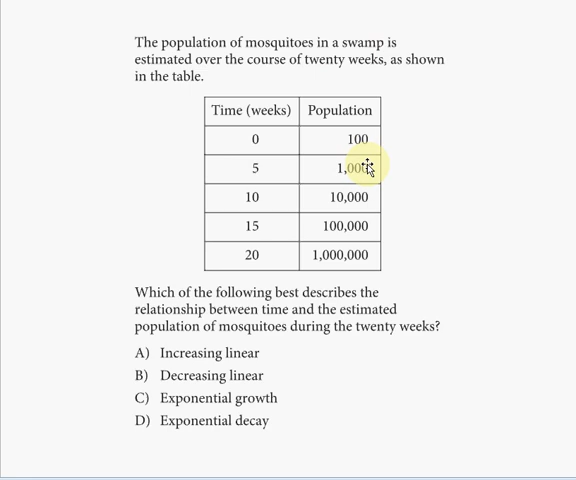 The population of mosquitoes in a swamp is
estimated over the course of twenty weeks, as shown
in the table.
Time (weeks) Population
0 100
5 1,000
10 10,000
15 100,000
20 1,000,000
Which of the following best describes the
relationship between time and the estimated
population of mosquitoes during the twenty weeks?
A) Increasing linear
B) Decreasing linear
C) Exponential growth
D) Exponential decay